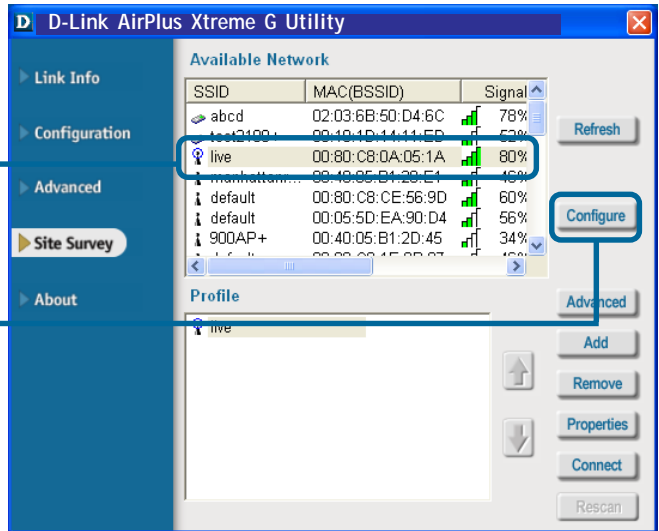 D D-Link AirPlus Xtreme G Utility
Link Info
Configuration
Advanced
Site Survey
About
Available Network
SSID MAC(BSSID) Signal
abcd 02:03:6B:50:D4:6C 78%
52%
live 00:80:C8:0A:05:1A 80%
46%
default 00:80:C8:CE:56:9D 60%
default 00:05:5D:EA:90:D4 56%
900AP+ 00:40:05:B1:2D:45 34%
Refresh
Configure
Profile
live
Advanced
Add
Remove
Properties
Connect
Rescan